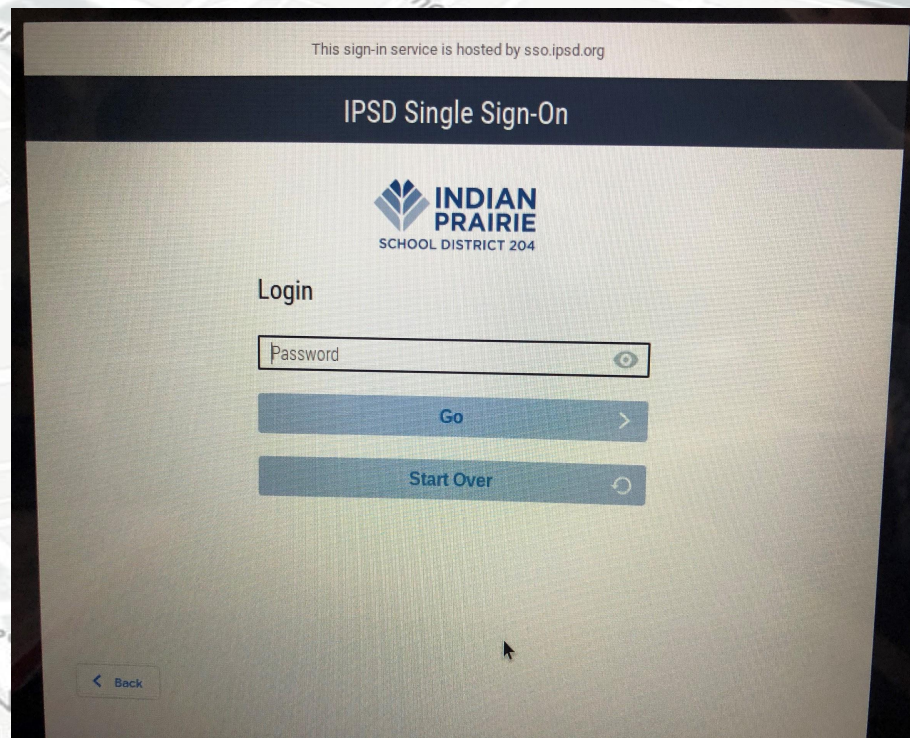 This sign-in service is hosted by sso.ipsd.org
IPSD Single Sign-On
INDIAN
PRAIRIE
SCHOOL DISTRICT 204
Login
Password
Go
Start Over
Back